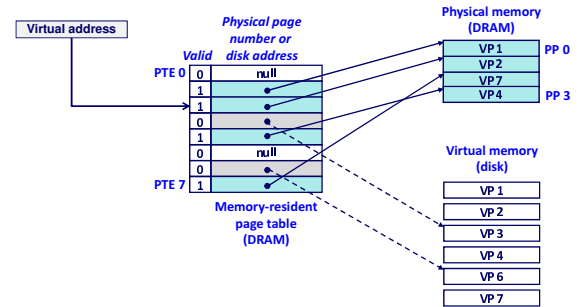 Virtual address
Physical page
number or
disk address
Valid
PTE 0
0
null
1
1
0
1
0
null
0
PTE 7
1
Memory-resident
page table
(DRAM)
Physical memory
(DRAM)
VP 1
PP 0
VP 2
VP 7
VP 4
PP 3
Virtual memory
(disk)
VP 1
VP 2
VP 3
VP 4
VP 6
VP 7